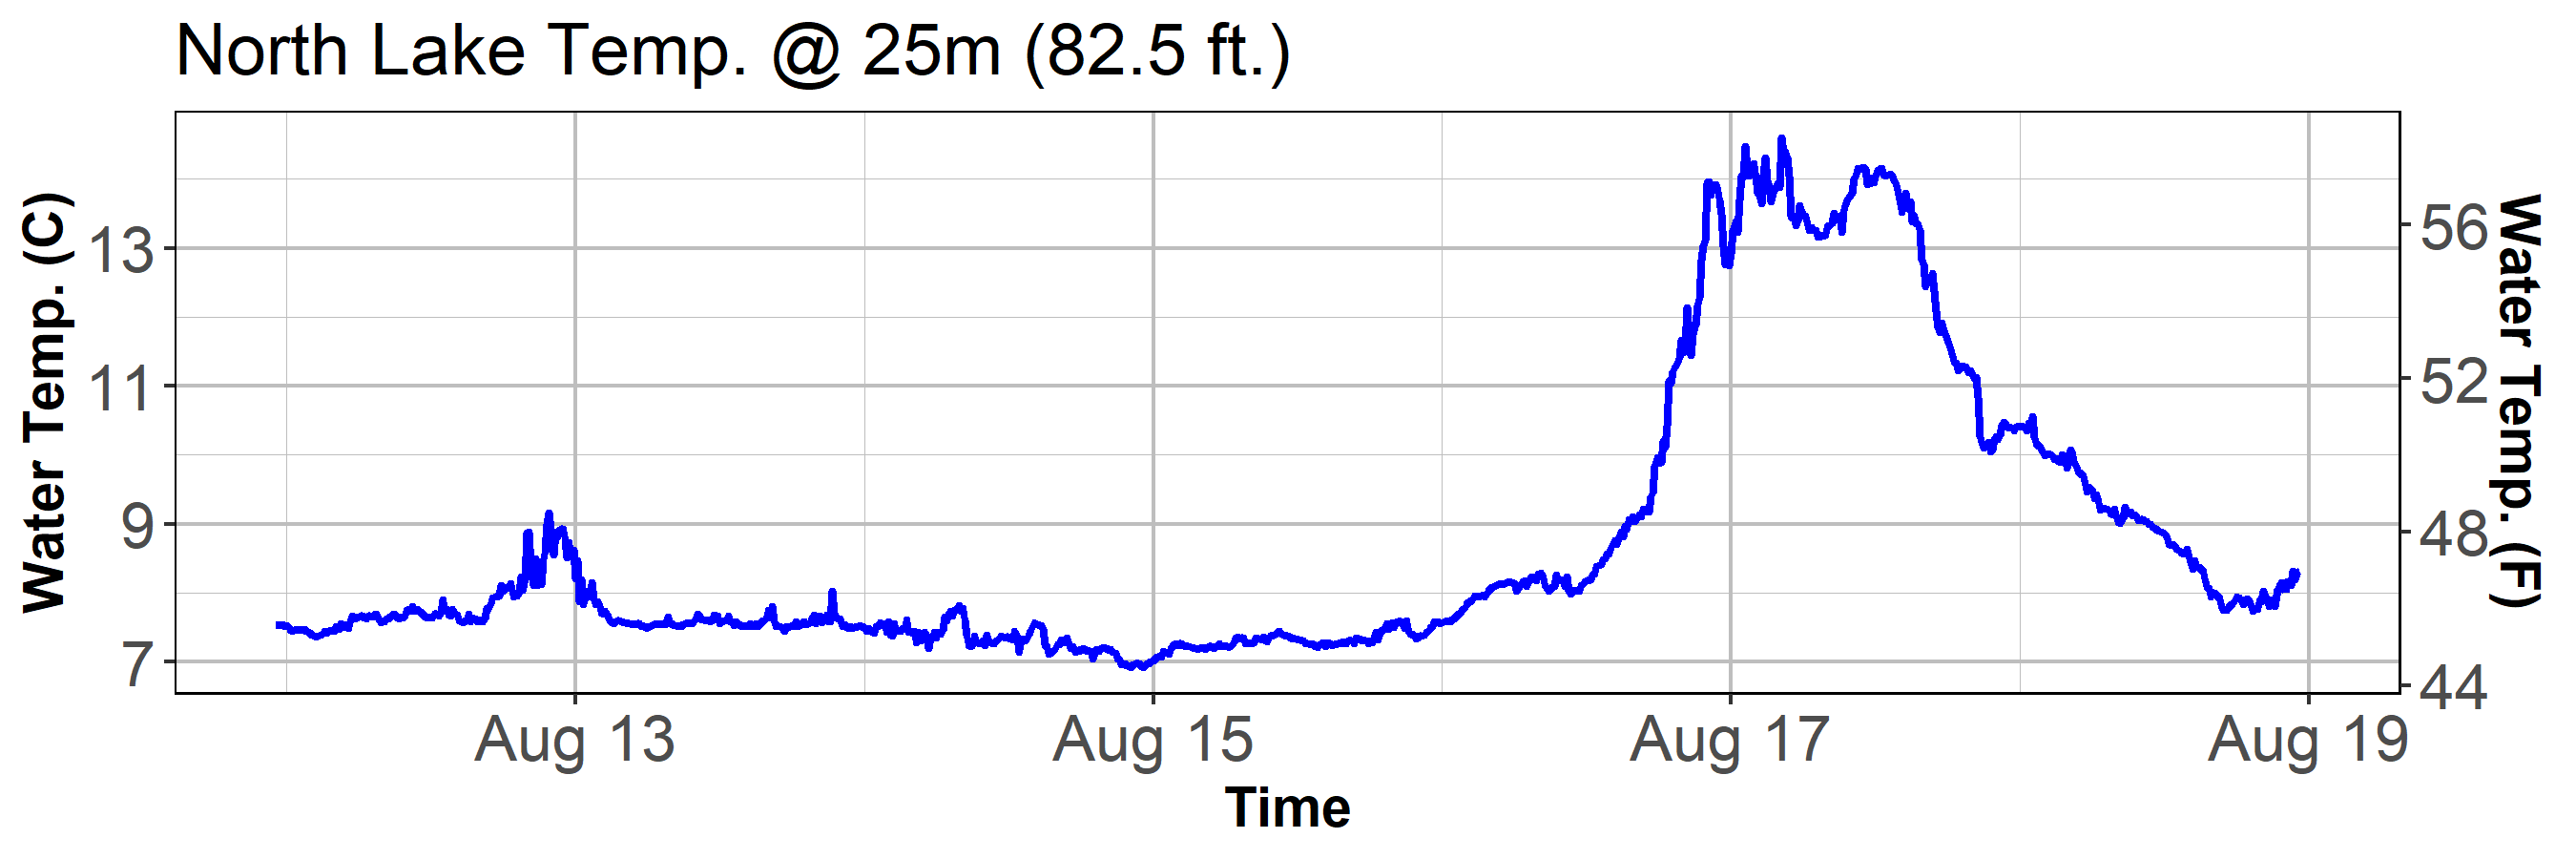 North Lake Temp. @ 25m (82.5 ft.)
Water Temp. (C)
13
11
9
7
56
52
48
44
Water Temp. (F)
Aug 13
Aug 15
Aug 17
Aug 19
Time